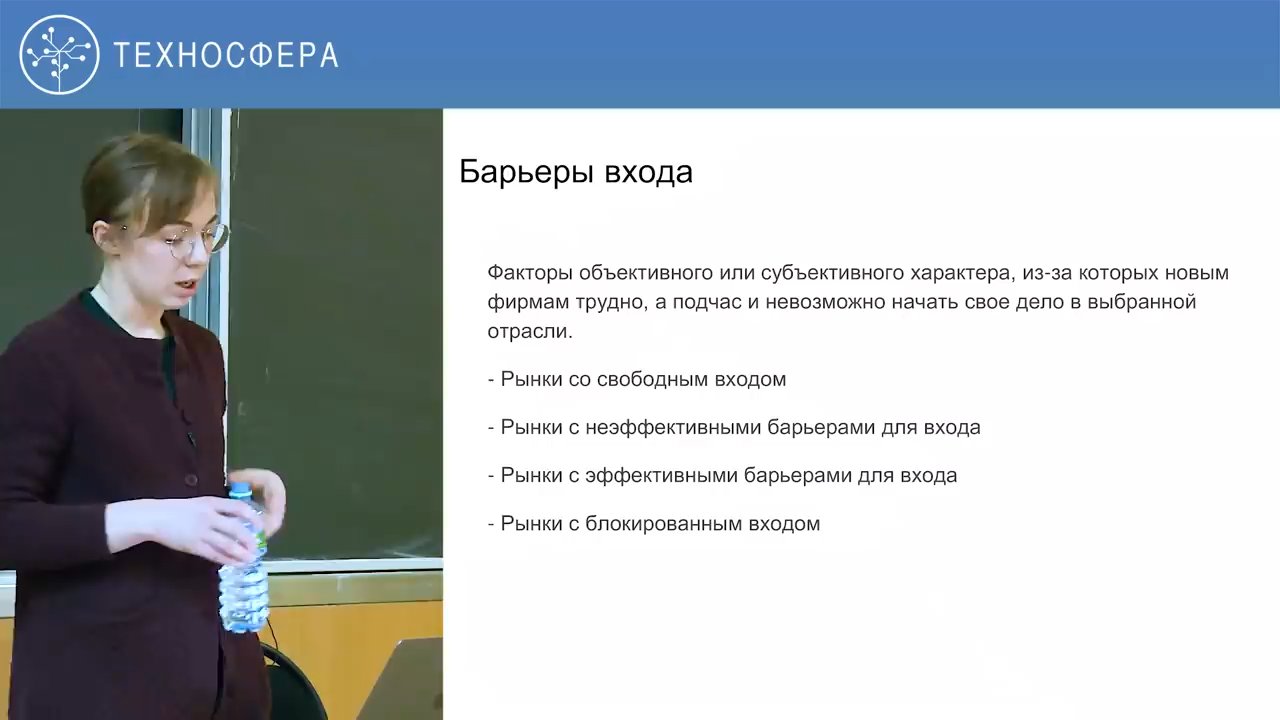 ТЕХНОСФЕРА
Барьеры входа
Факторы объективного или субъективного характера, из-за которых новым
фирмам трудно, а подчас и невозможно начать свое дело в выбранной
отрасли.
- Рынки со свободным входом
- Рынки с неэффективными барьерами для входа
- Рынки с эффективными барьерами для входа
- Рынки с блокированным входом